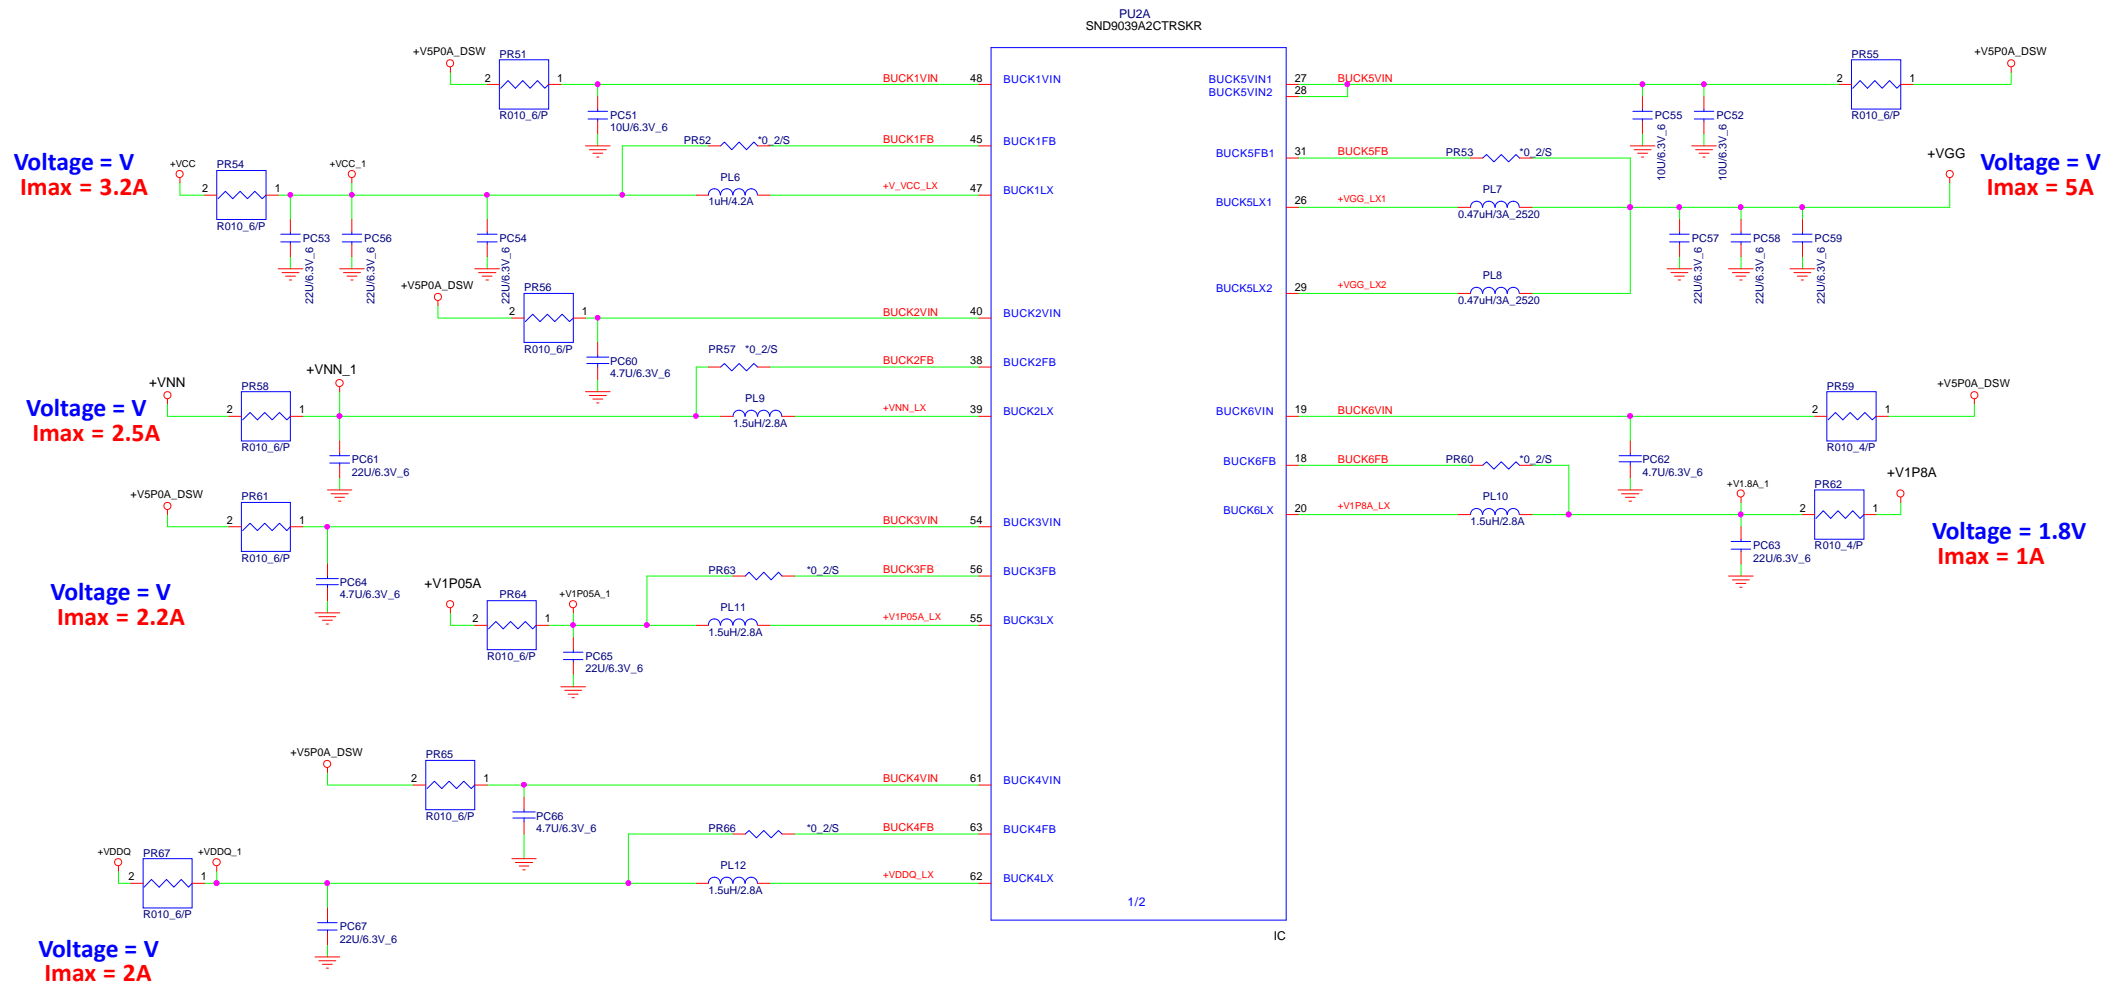 PU2A
SND9039A2CTRSKR
+V5P0A_DSW
PR51
2
1
R010_6/P
BUCK1VIN
48
BUCK1VIN
PC51
10U/6.3V_6
PR52
*0_2/S
BUCK1FB
45
BUCK1FB
Voltage = V
Imax = 3.2A
+VCC
PR54
2
1
R010_6/P
+VCC_1
PL6
1uH/4.2A
+V_VCC_LX
47
BUCK1LX
PC53
22U/6.3V_6
PC56
22U/6.3V_6
PC54
22U/6.3V_6
+V5P0A_DSW
PR56
2
1
R010_6/P
BUCK2VIN
40
BUCK2VIN
PC60
4.7U/6.3V_6
PR57
*0_2/S
BUCK2FB
38
BUCK2FB
+VNN
PR58
2
1
R010_6/P
+VNN_1
Voltage = V
Imax = 2.5A
PL9
1.5uH/2.8A
+VNN_LX
39
BUCK2LX
PC61
22U/6.3V_6
+V5P0A_DSW
PR61
2
1
R010_6/P
BUCK3VIN
54
BUCK3VIN
PC64
4.7U/6.3V_6
PR63
*0_2/S
BUCK3FB
56
BUCK3FB
Voltage = V
Imax = 2.2A
+V1P05A
PR64
2
1
R010_6/P
+V1P05A_1
PL11
1.5uH/2.8A
+V1P05A_LX
55
BUCK3LX
PC65
22U/6.3V_6
+V5P0A_DSW
PR65
2
1
R010_6/P
BUCK4VIN
61
BUCK4VIN
PC66
4.7U/6.3V_6
PR66
*0_2/S
BUCK4FB
63
BUCK4FB
+VDDQ
PR67
2
1
R010_6/P
+VDDQ_1
PL12
1.5uH/2.8A
+VDDQ_LX
62
BUCK4LX
PC67
22U/6.3V_6
Voltage = V
Imax = 2A
BUCK5VIN1
27
BUCK5VIN
BUCK5VIN2
28
PR55
2
1
R010_6/P
+V5P0A_DSW
PC55
10U/6.3V_6
PC52
10U/6.3V_6
BUCK5FB1
31
BUCK5FB
PR53
*0_2/S
+VGG
Voltage = V
Imax = 5A
BUCK5LX1
26
+VGG_LX1
PL7
0.47uH/3A_2520
PC57
22U/6.3V_6
PC58
22U/6.3V_6
PC59
22U/6.3V_6
BUCK5LX2
29
+VGG_LX2
PL8
0.47uH/3A_2520
BUCK6VIN
19
BUCK6VIN
PR59
2
1
R010_4/P
+V5P0A_DSW
PC62
4.7U/6.3V_6
BUCK6FB
18
BUCK6FB
PR60
*0_2/S
BUCK6LX
20
+V1P8A_LX
PL10
1.5uH/2.8A
+V1.8A_1
PR62
2
1
R010_4/P
+V1P8A
PC63
22U/6.3V_6
Voltage = 1.8V
Imax = 1A
1/2
IC